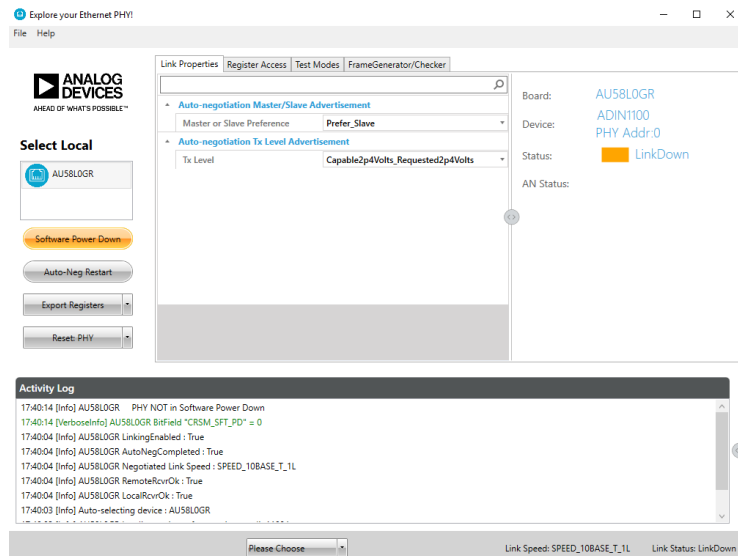 Explore your Ethernet PHY!
File Help
ANALOG
DEVICES
AHEAD OF WHAT'S POSSIBLE™
Select Local
AU58L0GR
Software Power Down
Auto-Neg Restart
Export Registers
Reset: PHY
Link Properties Register Access Test Modes FrameGenerator/Checker
Auto-negotiation Master/Slave Advertisement
Master or Slave Preference Prefer_Slave
Auto-negotiation Tx Level Advertisement
Tx Level Capable2p4Volts_Requested2p4Volts
Board: AU58L0GR
Device: ADIN1100
PHY Addr:0
Status: LinkDown
AN Status:
Activity Log
17:40:14 [Info] AU58L0GR PHY NOT in Software Power Down
17:40:14 [VerboseInfo] AU58L0GR BitField "CRSM_SFT_PD" = 0
17:40:04 [Info] AU58L0GR LinkingEnabled : True
17:40:04 [Info] AU58L0GR AutoNegCompleted : True
17:40:04 [Info] AU58L0GR Negotiated Link Speed : SPEED_10BASE_T_1L
17:40:04 [Info] AU58L0GR RemoteRcvrOk : True
17:40:04 [Info] AU58L0GR LocalRcvrOk : True
17:40:03 [Info] Auto-selecting device : AU58L0GR
Please Choose
Link Speed: SPEED_10BASE_T_1L Link Status: LinkDown